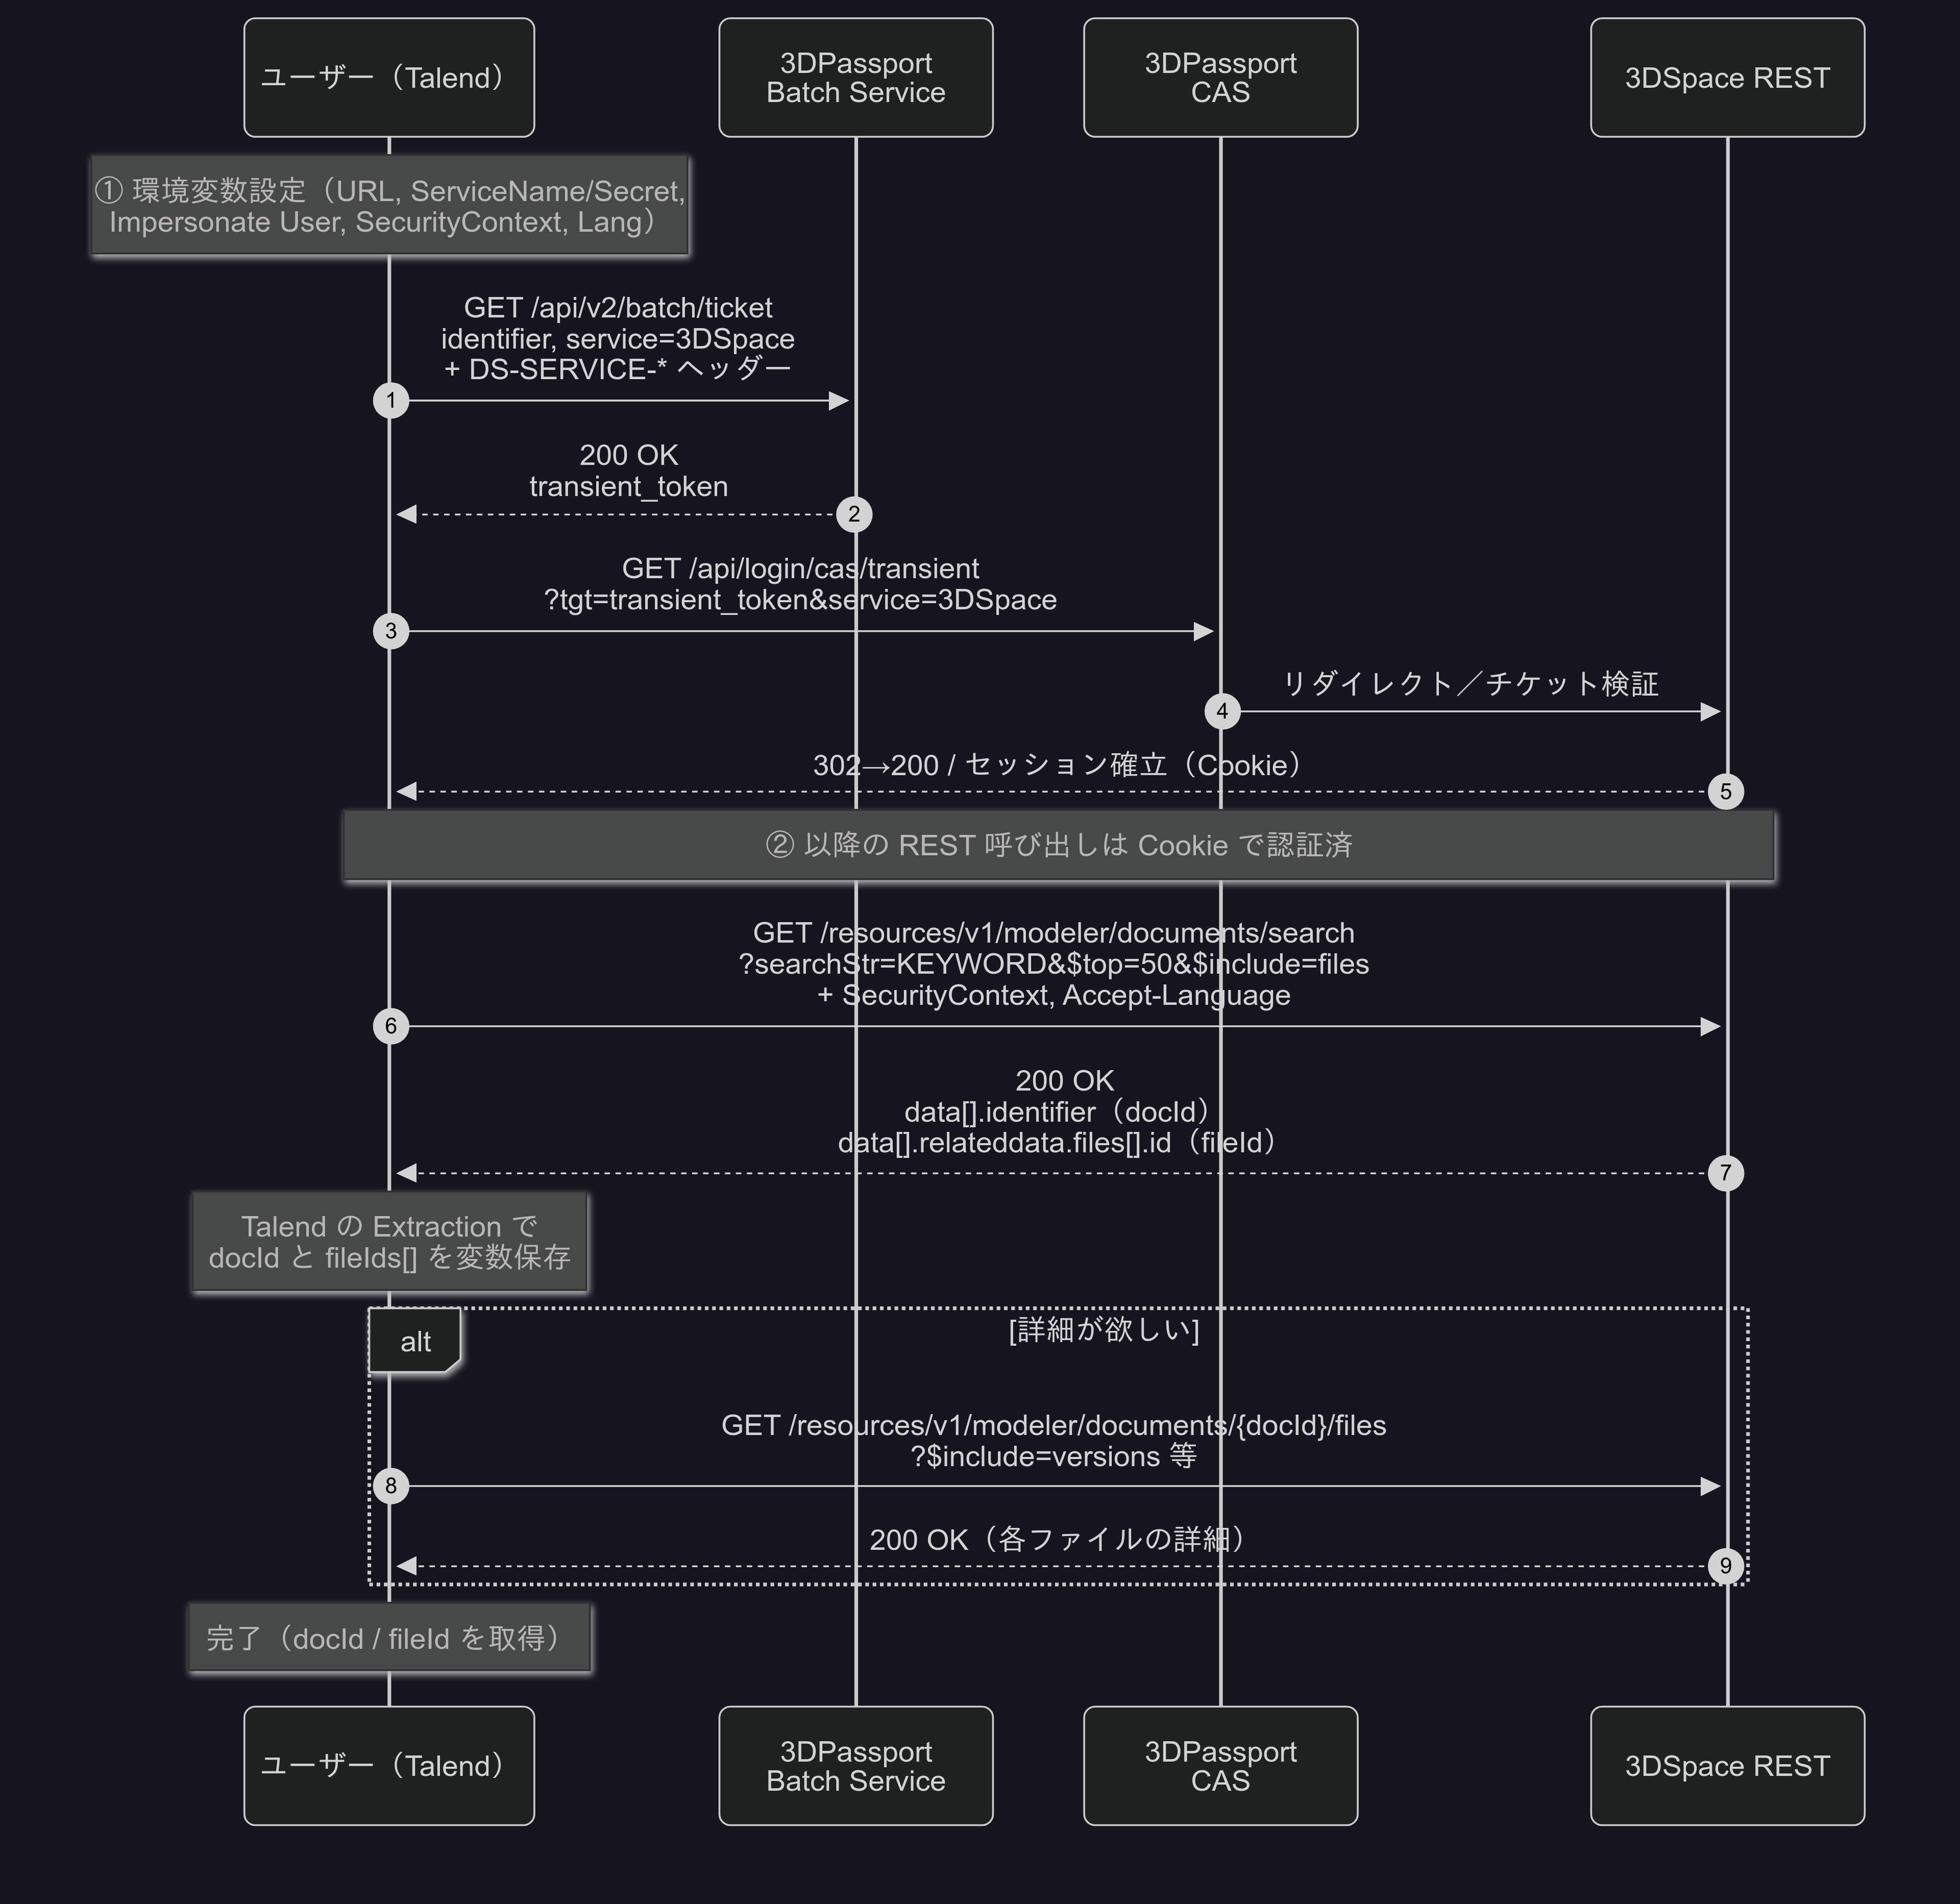 ユーザー（Talend）
3DPassport
Batch Service
3DPassport
CAS
3DSpace REST
① 環境変数設定（URL, ServiceName/Secret,
Impersonate User, SecurityContext, Lang）
GET /api/v2/batch/ticket
identifier, service=3DSpace
+ DS-SERVICE-* ヘッダー
1
200 OK
transient_token
2
GET /api/login/cas/transient
?tgt=transient_token&service=3DSpace
3
リダイレクト／チケット検証
4
302→200 / セッション確立（Cookie）
5
② 以降の REST 呼び出しは Cookie で認証済
GET /resources/v1/modeler/documents/search
?searchStr=KEYWORD&$top=50&$include=files
+ SecurityContext, Accept-Language
6
200 OK
data[].identifier（docId）
data[].relateddata.files[].id（fileId）
7
Talend の Extraction で
docId と fileIds[] を変数保存
alt
[詳細が欲しい]
GET /resources/v1/modeler/documents/{docId}/files
?$include=versions 等
8
200 OK（各ファイルの詳細）
9
完了（docId / fileId を取得）
ユーザー（Talend）
3DPassport
Batch Service
3DPassport
CAS
3DSpace REST